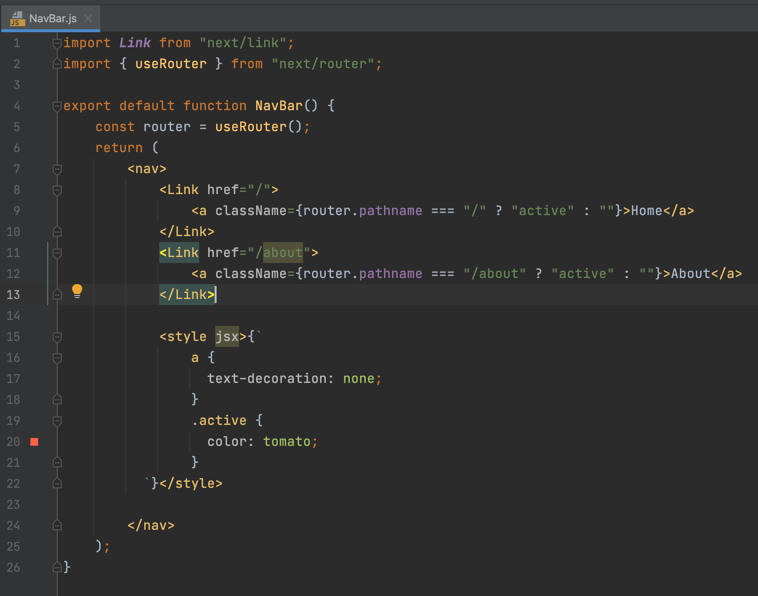 JS NavBar.js
1 import Link from "next/link";
2 import { useRouter } from "next/router";
3
4 export default function NavBar() {
5     const router = useRouter();
6     return (
7         <nav>
8             <Link href="/">
9                 <a className={router.pathname === "/" ? "active" : ""}>Home</a>
10             </Link>
11             <Link href="/about">
12                 <a className={router.pathname === "/about" ? "active" : ""}>About</a>
13             </Link>
14
15             <style jsx>{`
16                 a {
17                   text-decoration: none;
18                 }
19                 .active {
20                   color: tomato;
21                 }
22           `}</style>
23
24         </nav>
25     );
26 }